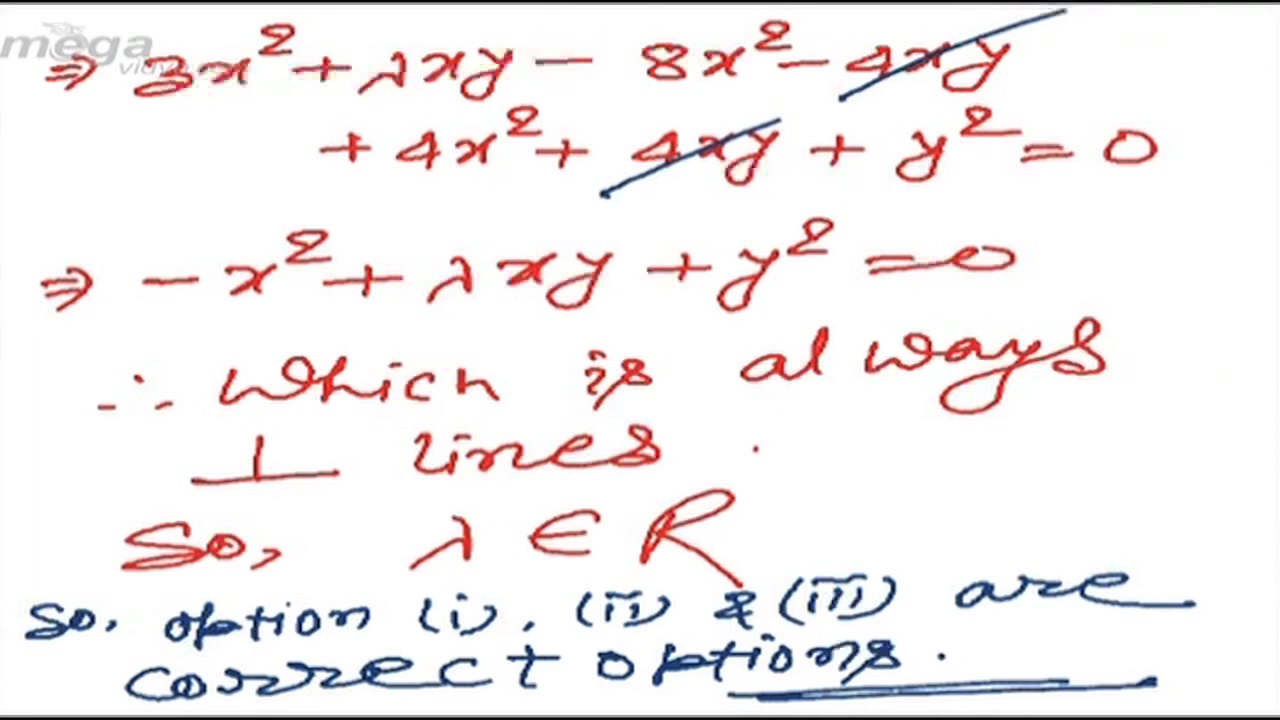 mega
⇒ 3x² + λxy - 8x² - 4xy
+ 4x² + 4xy + y² = 0
⇒ - x² + λxy + y² = 0
∴ which is always
⊥ lines.
So, λ ∈ R
So, option (i), (ii) & (iii) are
correct options.